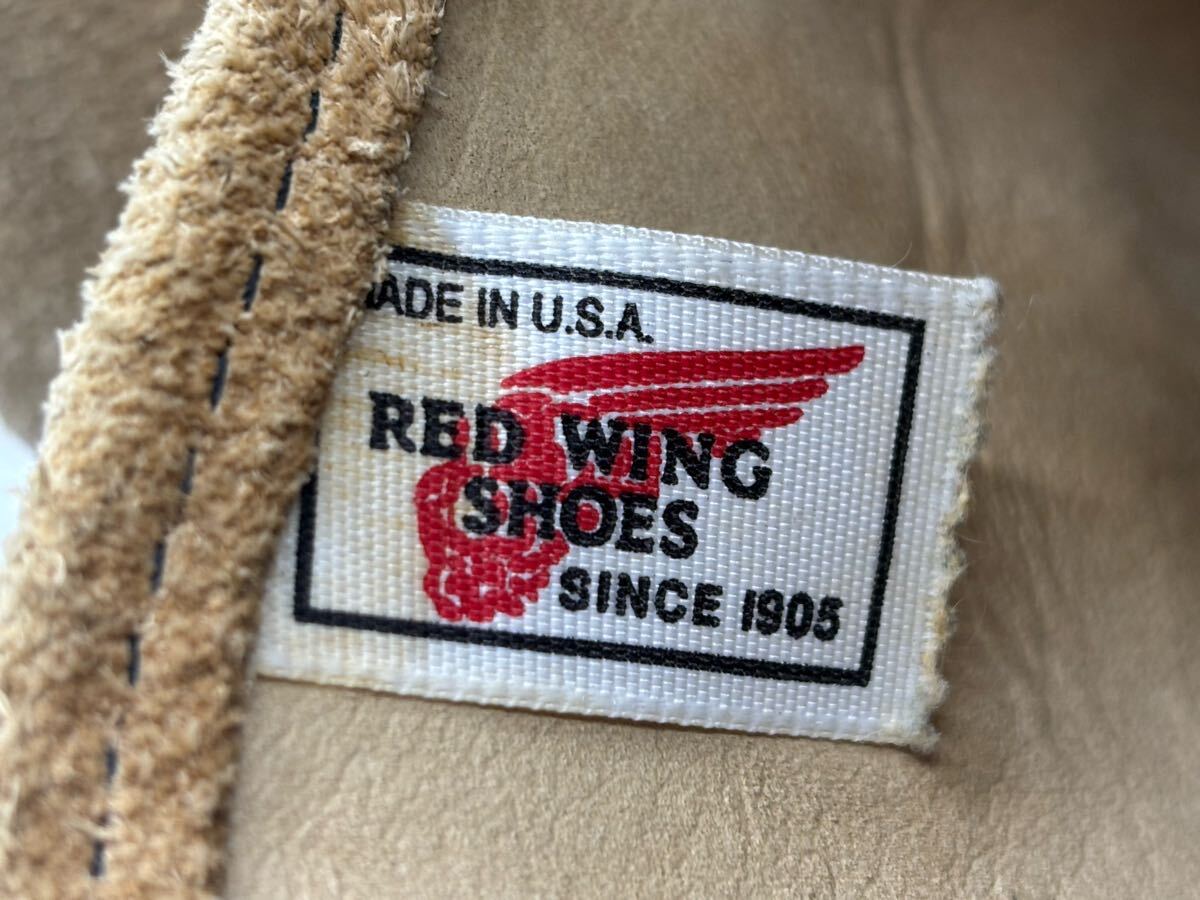 MADE IN U.S.A.
RED WING
SHOES
SINCE 1905